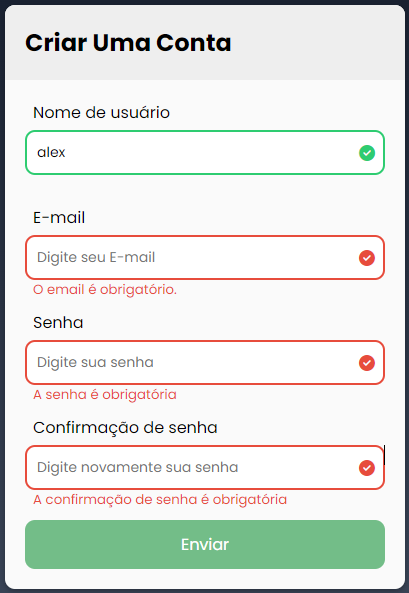 Criar Uma Conta
Nome de usuário
alex
E-mail
Digite seu E-mail
O email é obrigatório.
Senha
Digite sua senha
A senha é obrigatória
Confirmação de senha
Digite novamente sua senha
A confirmação de senha é obrigatória
Enviar